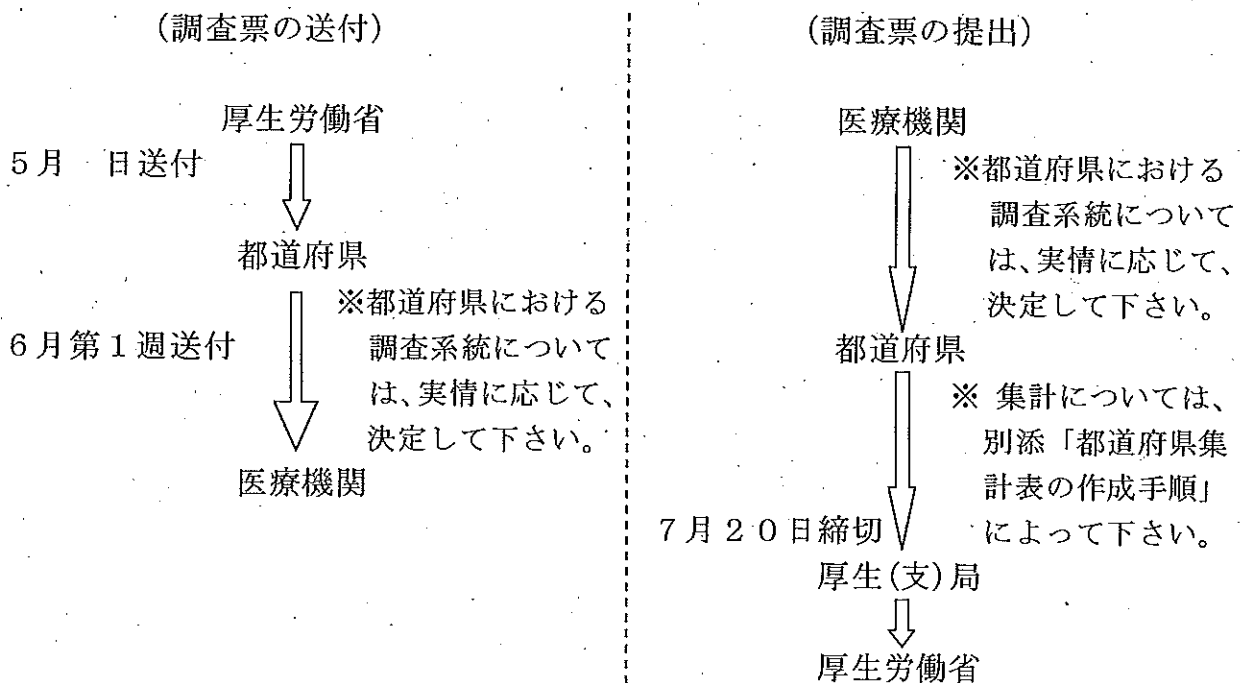 (調査票の送付)
厚生労働省
5月　日送付
都道府県
※都道府県における
調査系統について
は、実情に応じて、
決定して下さい。
6月第1週送付
医療機関
(調査票の提出)
医療機関
※都道府県における
調査系統について
は、実情に応じて、
決定して下さい。
都道府県
※ 集計については、
別添「都道府県集
計表の作成手順」
によって下さい。
7月20日締切
厚生(支)局
厚生労働省